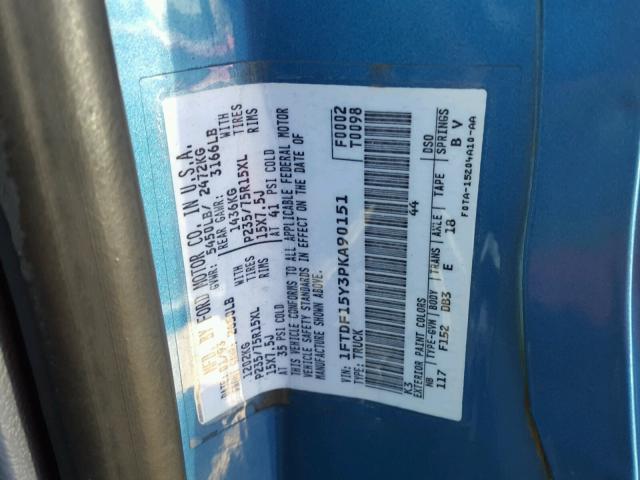 MFD. BY FORD MOTOR CO. IN U.S.A.
GVWR: 5450LB/ 2472KG
REAR GAWR: 3166LB
1202KG 1436KG WITH
P235/75R15XL P235/75R15XL TIRES
15X7.5J 15X7.5J RIMS
AT 35 PSI COLD AT 41 PSI COLD
THIS VEHICLE CONFORMS TO ALL APPLICABLE FEDERAL MOTOR
VEHICLE SAFETY STANDARDS IN EFFECT ON THE DATE OF
MANUFACTURE SHOWN ABOVE.
VIN: 1FTDF15Y3PKA90151
TYPE: TRUCK
F0002
T0098
K3 44
EXTERIOR PAINT COLORS DSO
WB TYPE-GVW BODY TRANS AXLE TAPE SPRINGS
117 F152 DB3 E 18 B V
F0TA-15204A10-AA